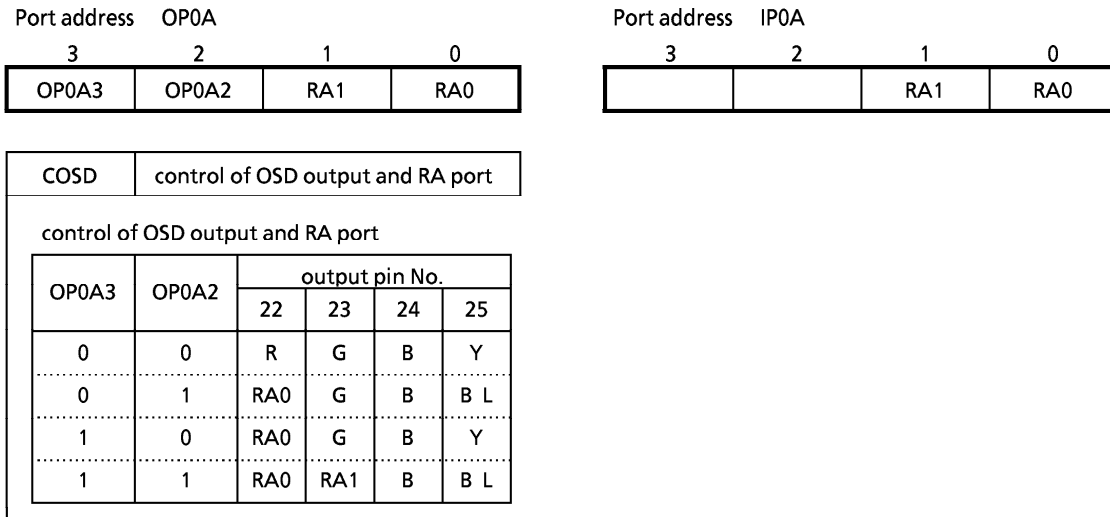 Port address OP0A
3 2 1 0
OP0A3 OP0A2 RA1 RA0
Port address IP0A
3 2 1 0
RA1 RA0
COSD control of OSD output and RA port
control of OSD output and RA port
OP0A3 OP0A2 output pin No.
22 23 24 25
0 0 R G B Y
0 1 RA0 G B B L
1 0 RA0 G B Y
1 1 RA0 RA1 B B L